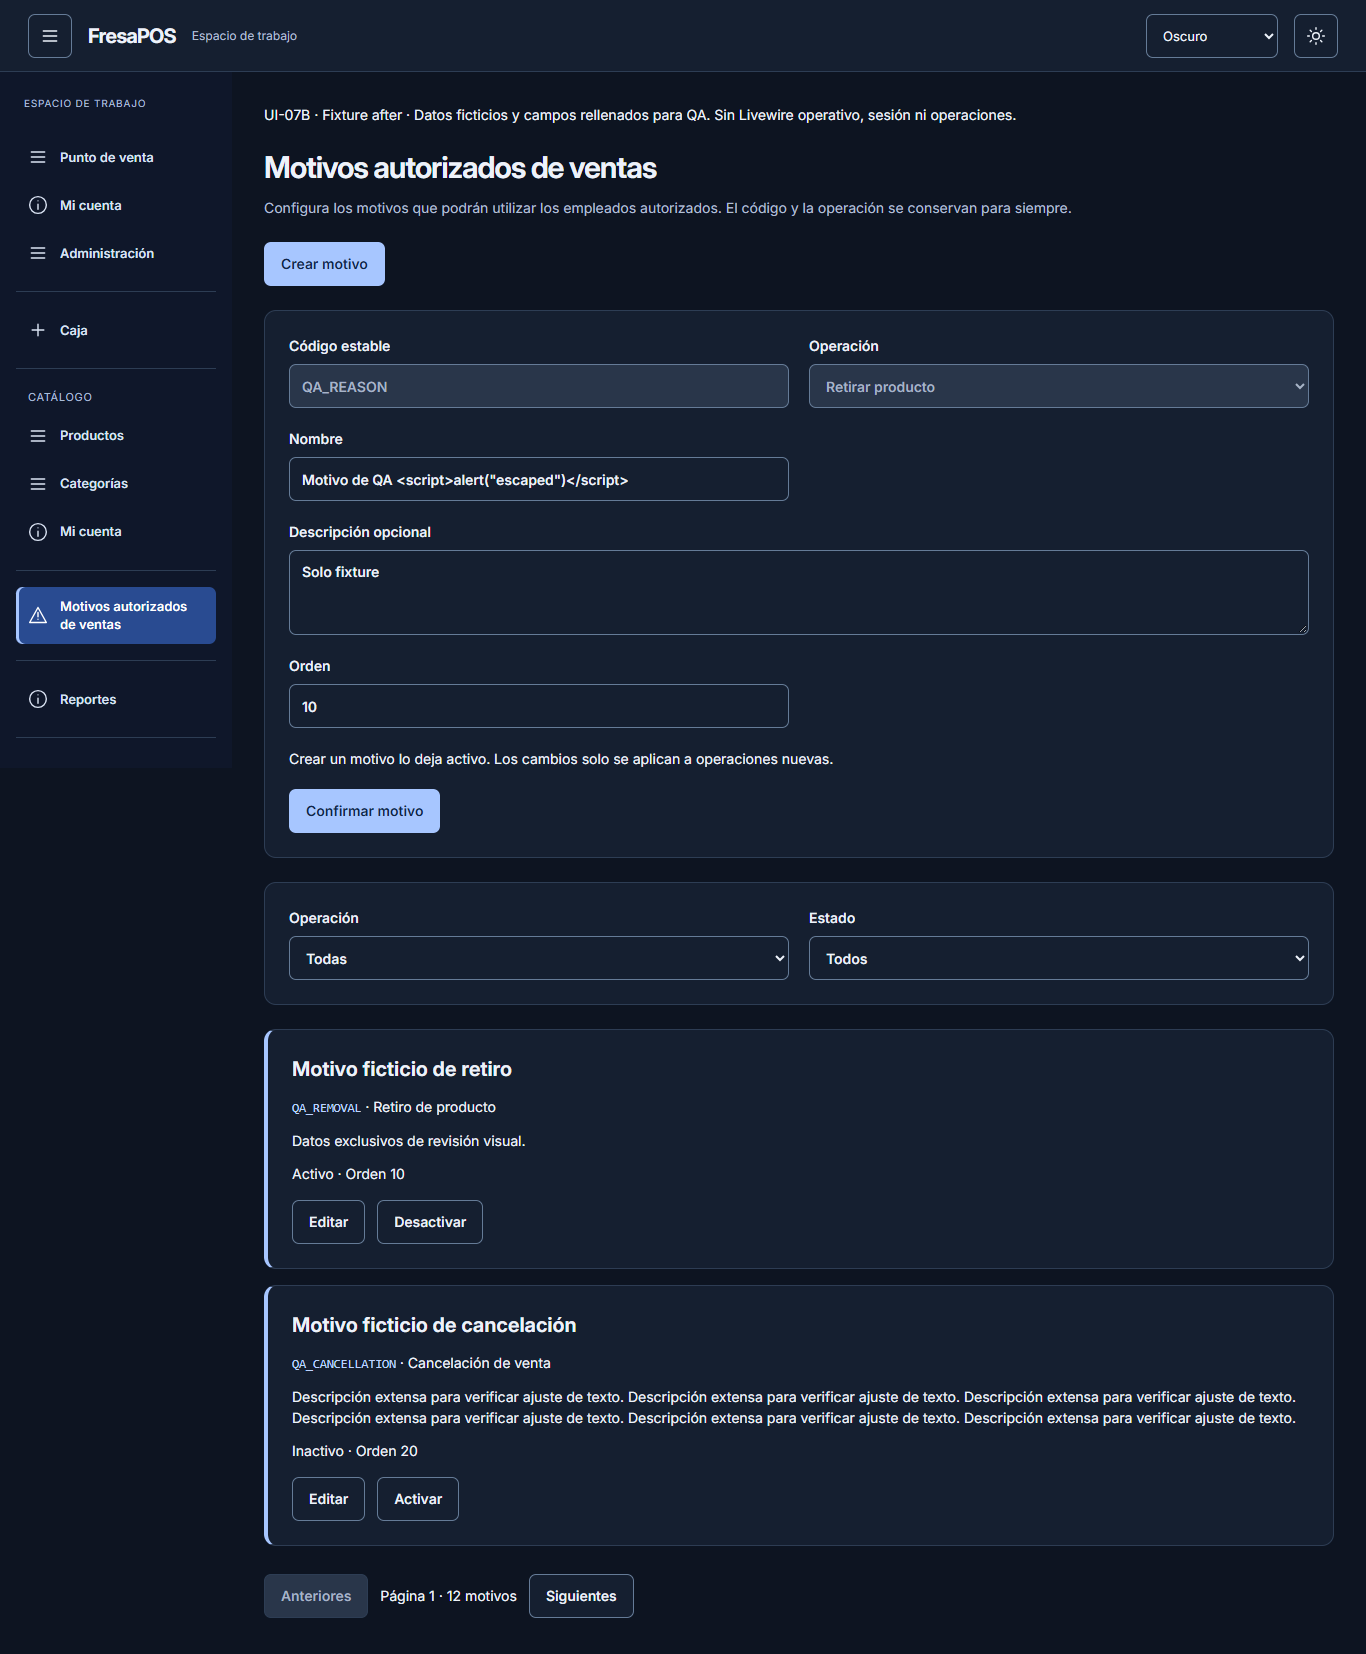 FresaPOS
Espacio de trabajo
Oscuro
ESPACIO DE TRABAJO
Punto de venta
Mi cuenta
Administración
Caja
CATÁLOGO
Productos
Categorías
Mi cuenta
Motivos autorizados
de ventas
Reportes
UI-07B · Fixture after · Datos ficticios y campos rellenados para QA. Sin Livewire operativo, sesión ni operaciones.
Motivos autorizados de ventas
Configura los motivos que podrán utilizar los empleados autorizados. El código y la operación se conservan para siempre.
Crear motivo
Código estable
Operación
QA_REASON
Retirar producto
Nombre
Motivo de QA <script>alert("escaped")</script>
Descripción opcional
Solo fixture
Orden
10
Crear un motivo lo deja activo. Los cambios solo se aplican a operaciones nuevas.
Confirmar motivo
Operación
Estado
Todas
Todos
Motivo ficticio de retiro
QA_REMOVAL · Retiro de producto
Datos exclusivos de revisión visual.
Activo · Orden 10
Editar
Desactivar
Motivo ficticio de cancelación
QA_CANCELLATION · Cancelación de venta
Descripción extensa para verificar ajuste de texto. Descripción extensa para verificar ajuste de texto. Descripción extensa para verificar ajuste de texto.
Descripción extensa para verificar ajuste de texto. Descripción extensa para verificar ajuste de texto. Descripción extensa para verificar ajuste de texto.
Inactivo · Orden 20
Editar
Activar
Anteriores
Página 1 · 12 motivos
Siguientes